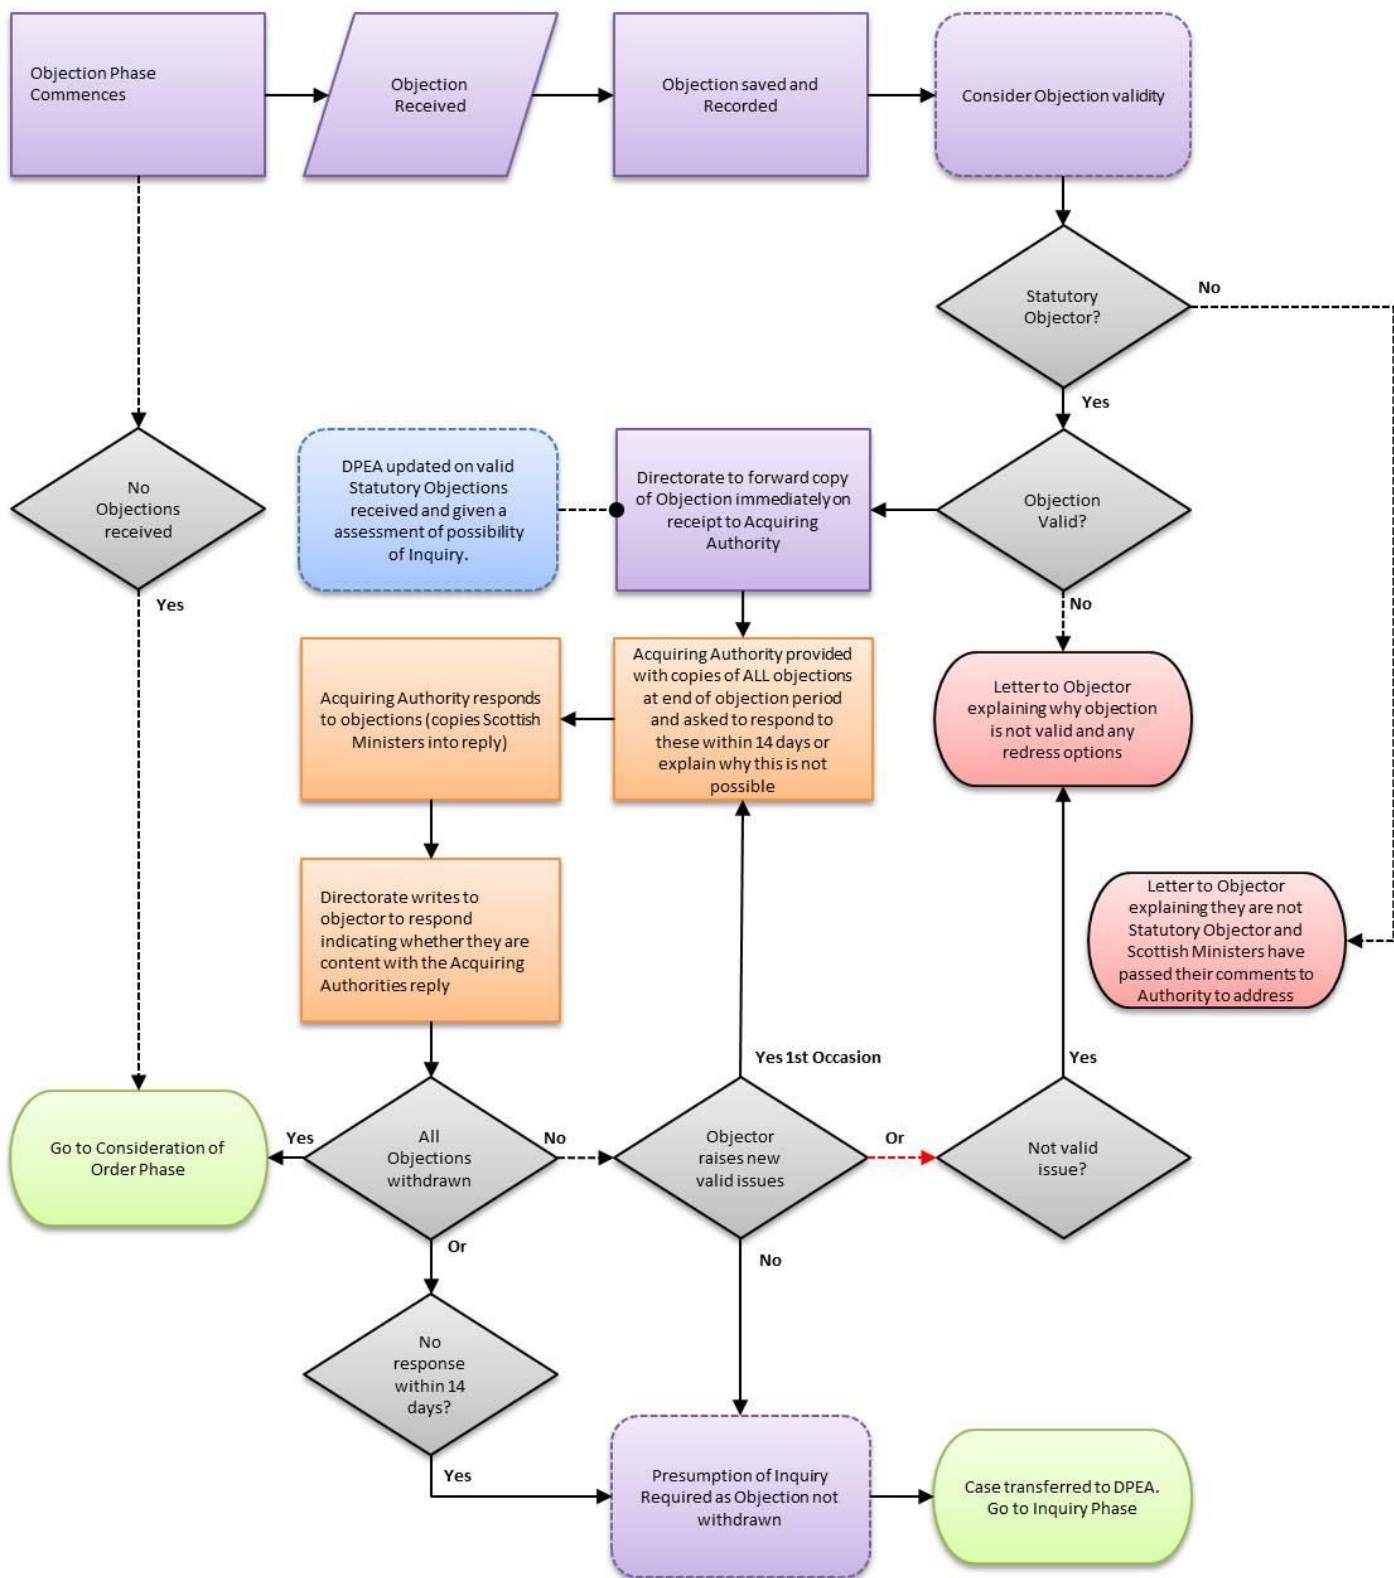 Objection Phase
Commences
Objection
Received
Objection saved and
Recorded
Consider Objection validity
Statutory
Objector?
No
Yes
No
Objections
received
Yes
DPEA updated on valid
Statutory Objections
received and given a
assessment of possibility
of Inquiry.
Directorate to forward copy
of Objection immediately on
receipt to Acquiring
Authority
Objection
Valid?
No
Acquiring Authority responds
to objections (copies Scottish
Ministers into reply)
Acquiring Authority provided
with copies of ALL objections
at end of objection period
and asked to respond to
these within 14 days or
explain why this is not
possible
Letter to Objector
explaining why objection
is not valid and any
redress options
Directorate writes to
objector to respond
indicating whether they are
content with the Acquiring
Authorities reply
Letter to Objector
explaining they are not
Statutory Objector and
Scottish Ministers have
passed their comments to
Authority to address
Yes 1st Occasion
Yes
Go to Consideration of
Order Phase
Yes
All
Objections
withdrawn
No
Objector
raises new
valid issues
Or
Not valid
issue?
Or
No
No
response
within 14
days?
Yes
Presumption of Inquiry
Required as Objection not
withdrawn
Case transferred to DPEA.
Go to Inquiry Phase